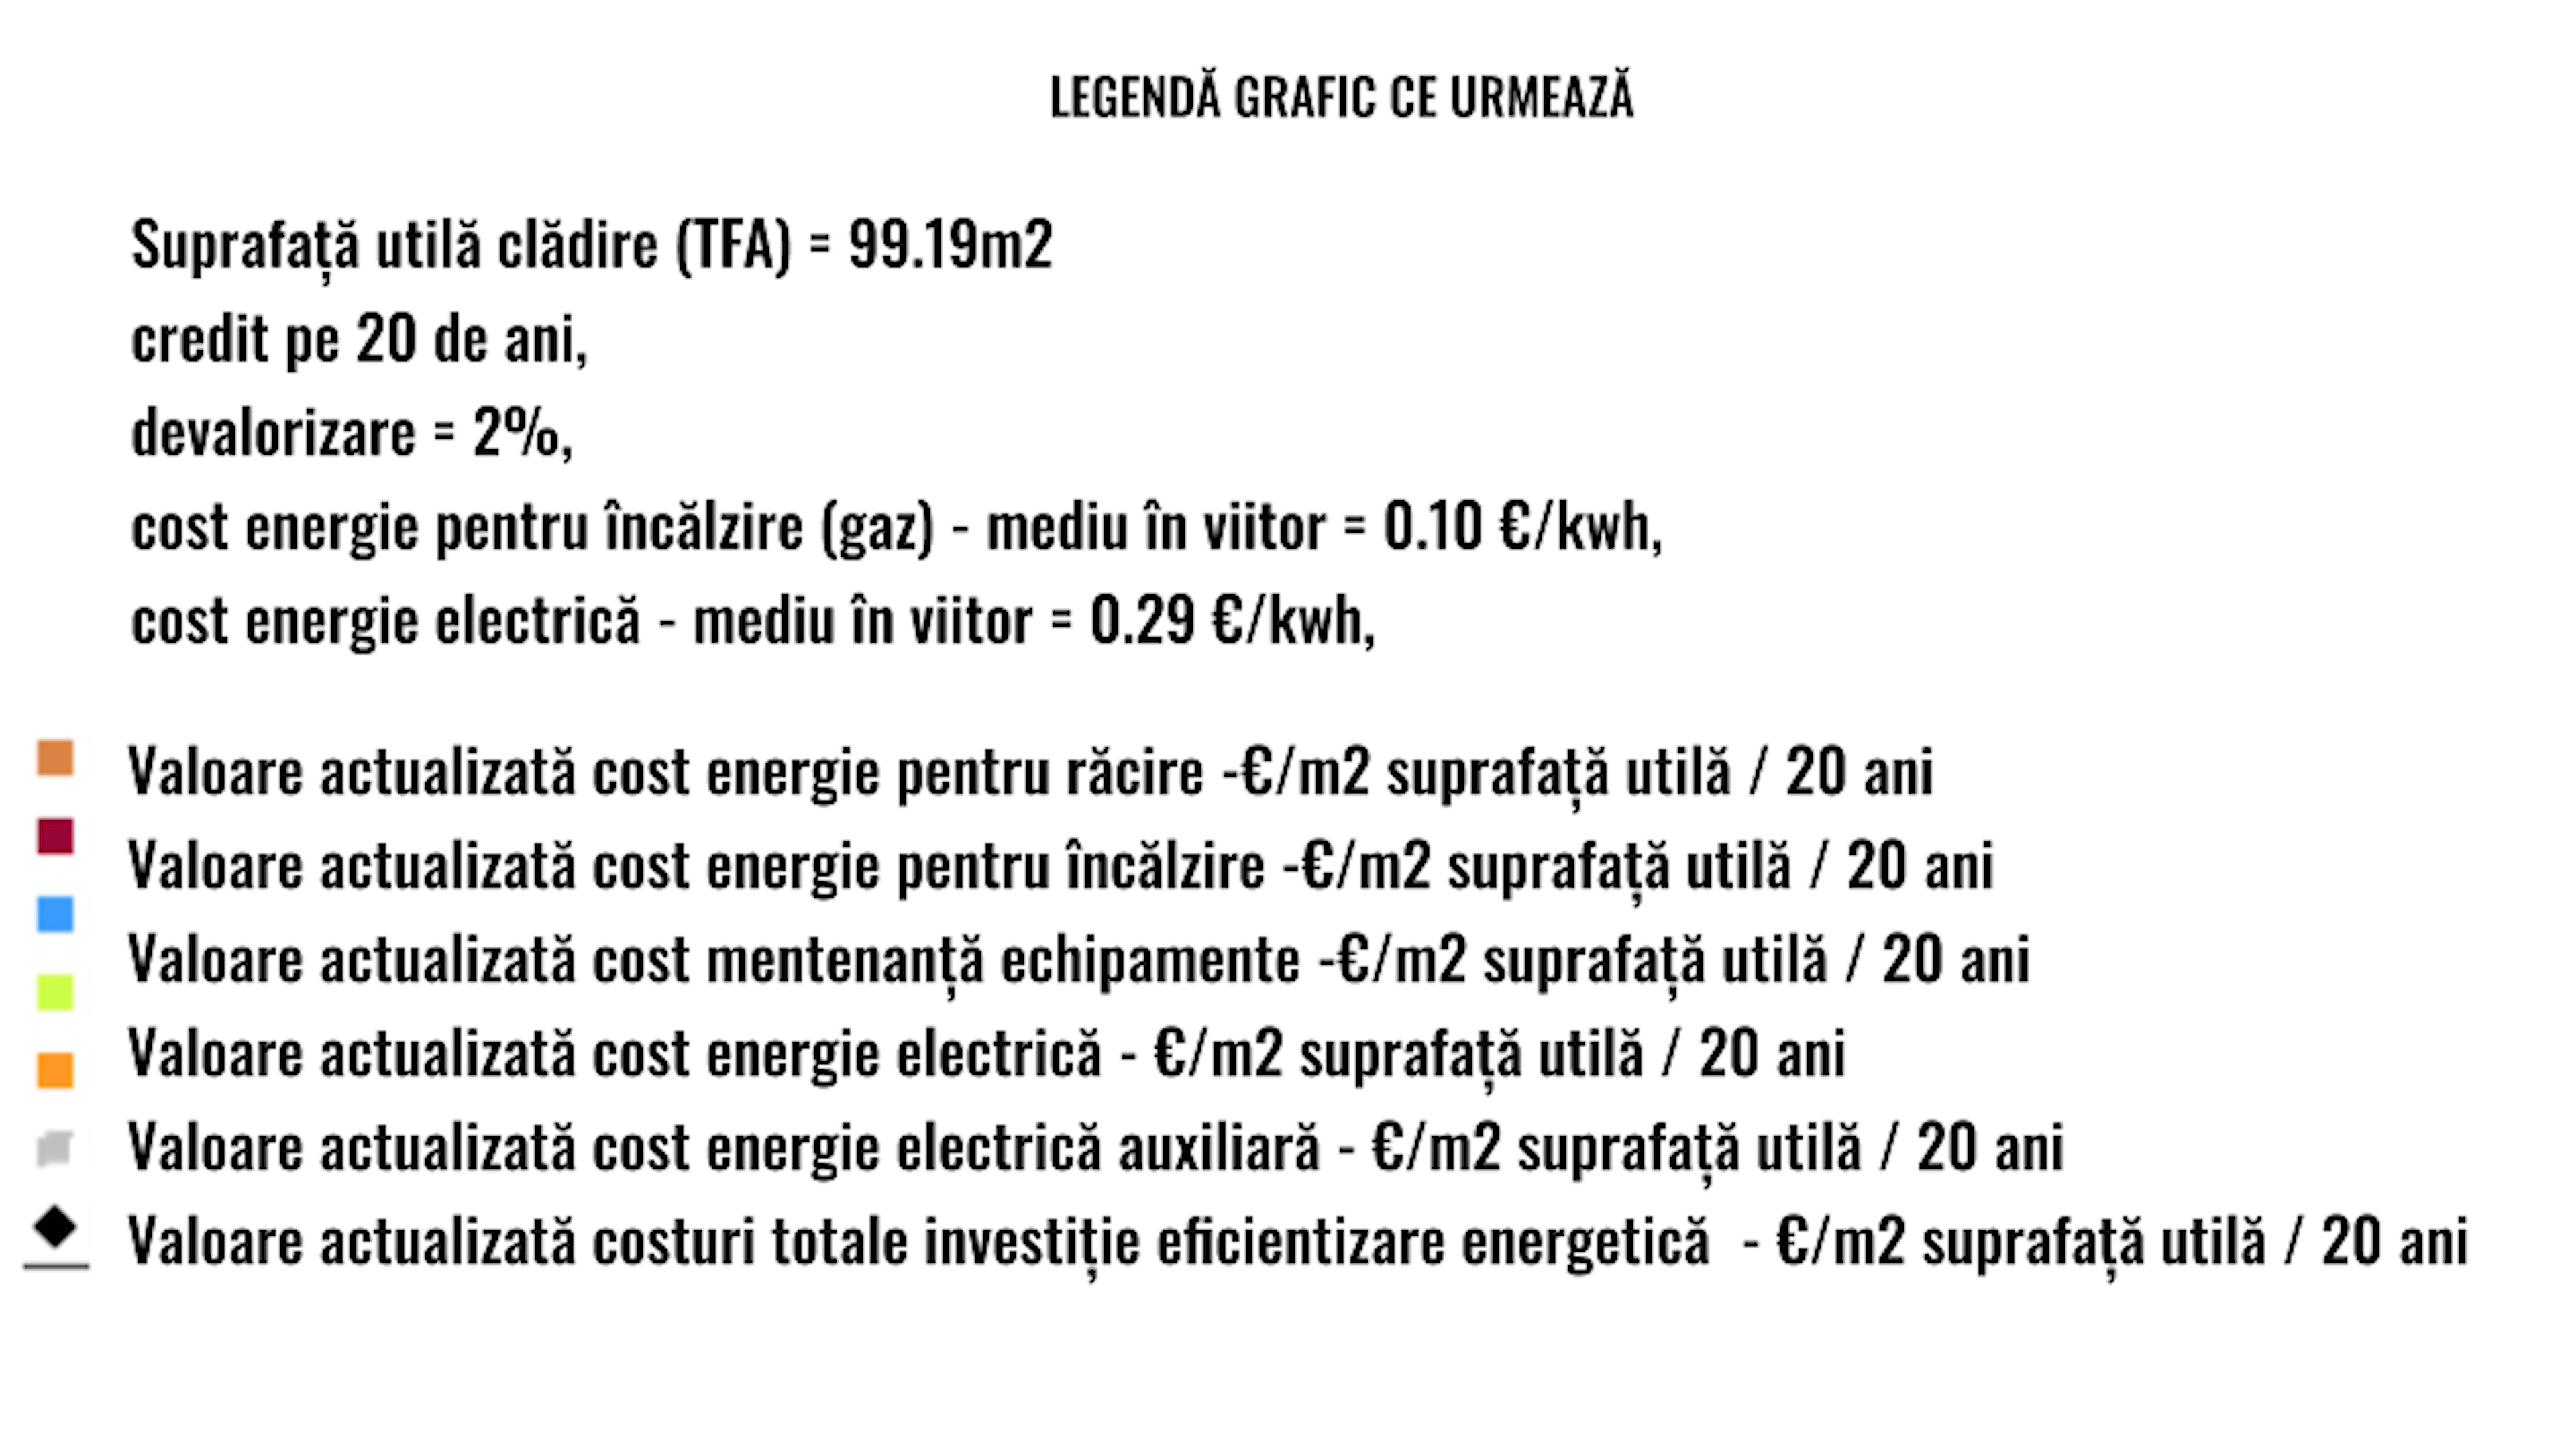 LEGENDĂ GRAFIC CE URMEAZĂ
Suprafață utilă clădire (TFA) = 99.19m2
credit pe 20 de ani,
devalorizare = 2%,
cost energie pentru încălzire (gaz) - mediu în viitor = 0.10 €/kwh,
cost energie electrică - mediu în viitor = 0.29 €/kwh,
Valoare actualizată cost energie pentru răcire -€/m2 suprafață utilă / 20 ani
Valoare actualizată cost energie pentru încălzire -€/m2 suprafață utilă / 20 ani
Valoare actualizată cost mentenanță echipamente -€/m2 suprafață utilă / 20 ani
Valoare actualizată cost energie electrică - €/m2 suprafață utilă / 20 ani
Valoare actualizată cost energie electrică auxiliară - €/m2 suprafață utilă / 20 ani
Valoare actualizată costuri totale investiție eficientizare energetică  - €/m2 suprafață utilă / 20 ani